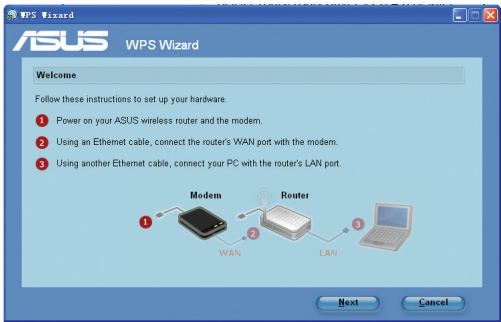 WPS Wizard
ASUS WPS Wizard
Welcome
Follow these instructions to set up your hardware.
1 Power on your ASUS wireless router and the modem.
2 Using an Ethernet cable, connect the router's WAN port with the modem.
3 Using another Ethernet cable, connect your PC with the router's LAN port.
Modem Router
1 2 3
WAN LAN
Next Cancel